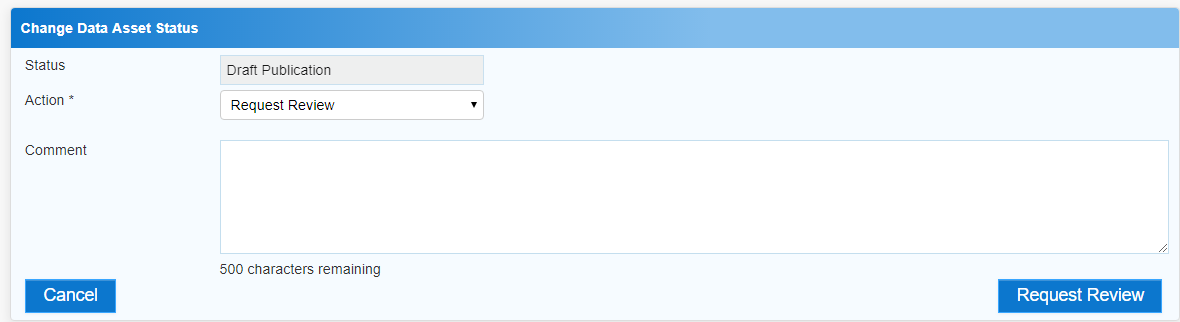 Change Data Asset Status
Status
Draft Publication
Action *
Request Review
Comment
500 characters remaining
Cancel
Request Review